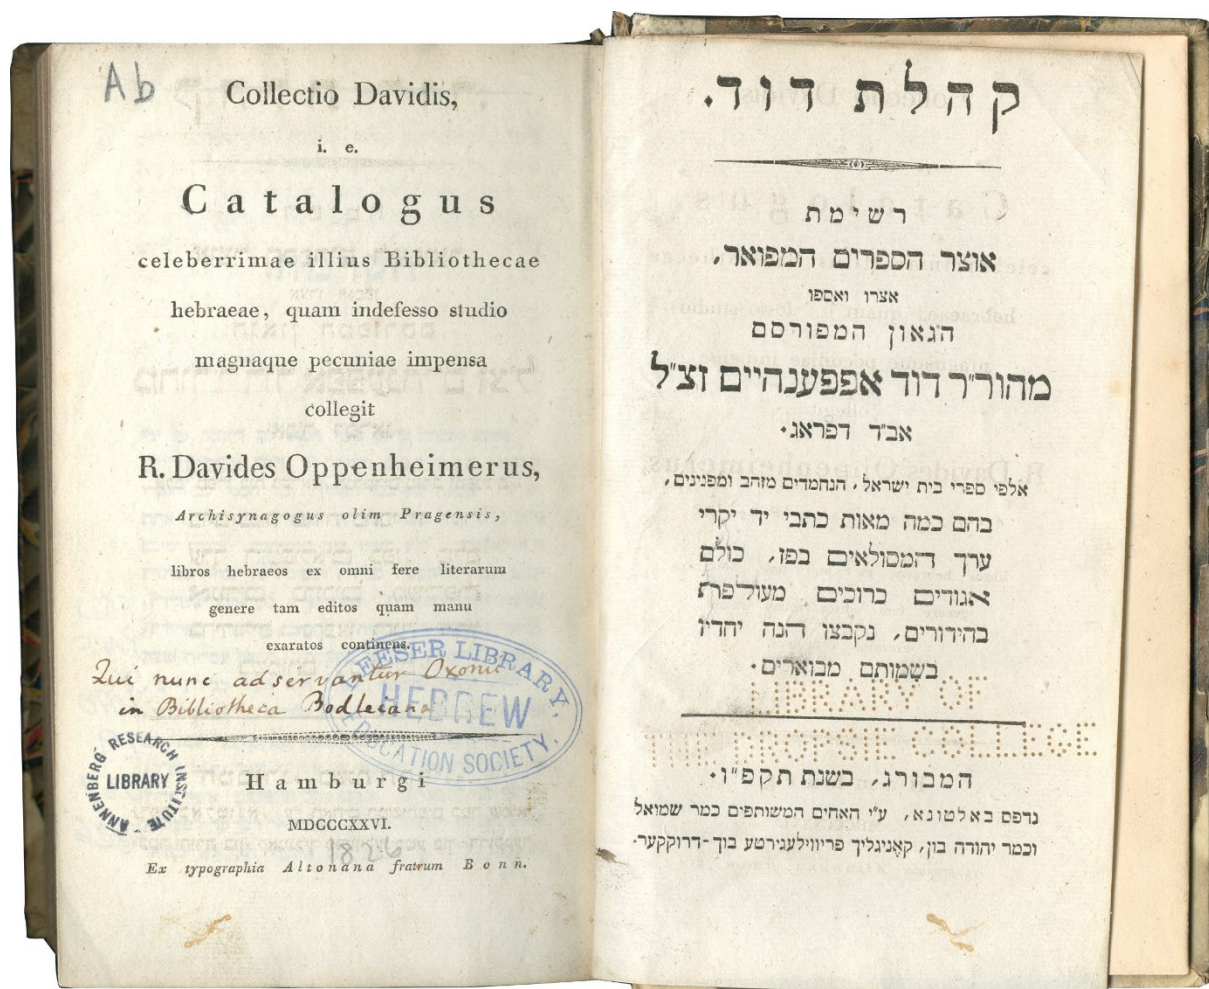 Ab
Collectio Davidis,
i. e.
Catalogus
celeberrimae illius Bibliothecae
hebraeae, quam indefesso studio
magnaque pecuniae impensa
collegit
R. Davides Oppenheimerus,
Archisynagogus olim Pragensis,
libros hebraeos ex omni fere literarum
genere tam editos quam manu
exaratos continens.
Qui nunc adservantur Oxonii
in Bibliotheca Bodleiana
LEESER LIBRARY.
HEBREW
EDUCATION SOCIETY.
ANNENBERG RESEARCH INSTITUTE
LIBRARY
Hamburgi
MDCCCXXVI.
1826
Ex typographia Altonana fratrum Bonn.
קהלת דוד.
רשימת
אוצר הספרים המפואר,
אצרו ואספו
הגאון המפורסם
מהור״ר דוד אפפענהיים זצ״ל
אב״ד דפראג.
אלפי ספרי בית ישראל, הנחמדים מזהב ומפנינים,
בהם כמה מאות כתבי יד יקרי
ערך המסולאים בפז, כולם
אגודים כרוכים מעולפת
בהידורים, נקבצו הנה יחדיו
בשמותם מבוארים.
LIBRARY OF
THE DROPSIE COLLEGE
המבורג, בשנת תקפ״ו.
נדפס באלטונא, ע״י האחים המשותפים כמר שמואל
וכמר יהודה בון, קאָניגליך פריווילעגירטע בוך-דרוקקער.